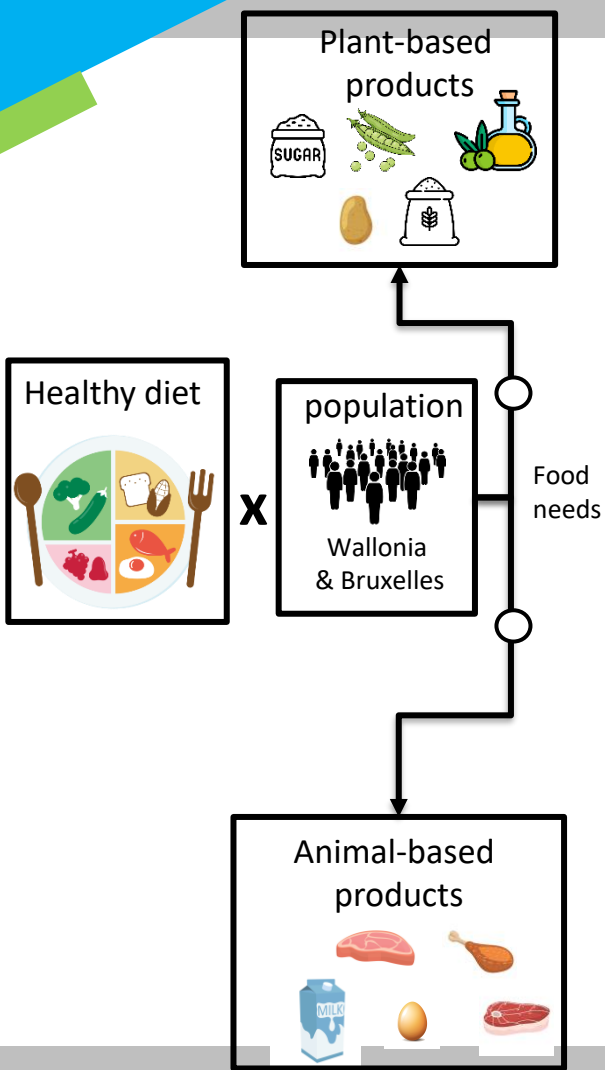 Plant-based
products
SUGAR
Healthy diet
x
population
Wallonia
& Bruxelles
Food
needs
Animal-based
products
MILK